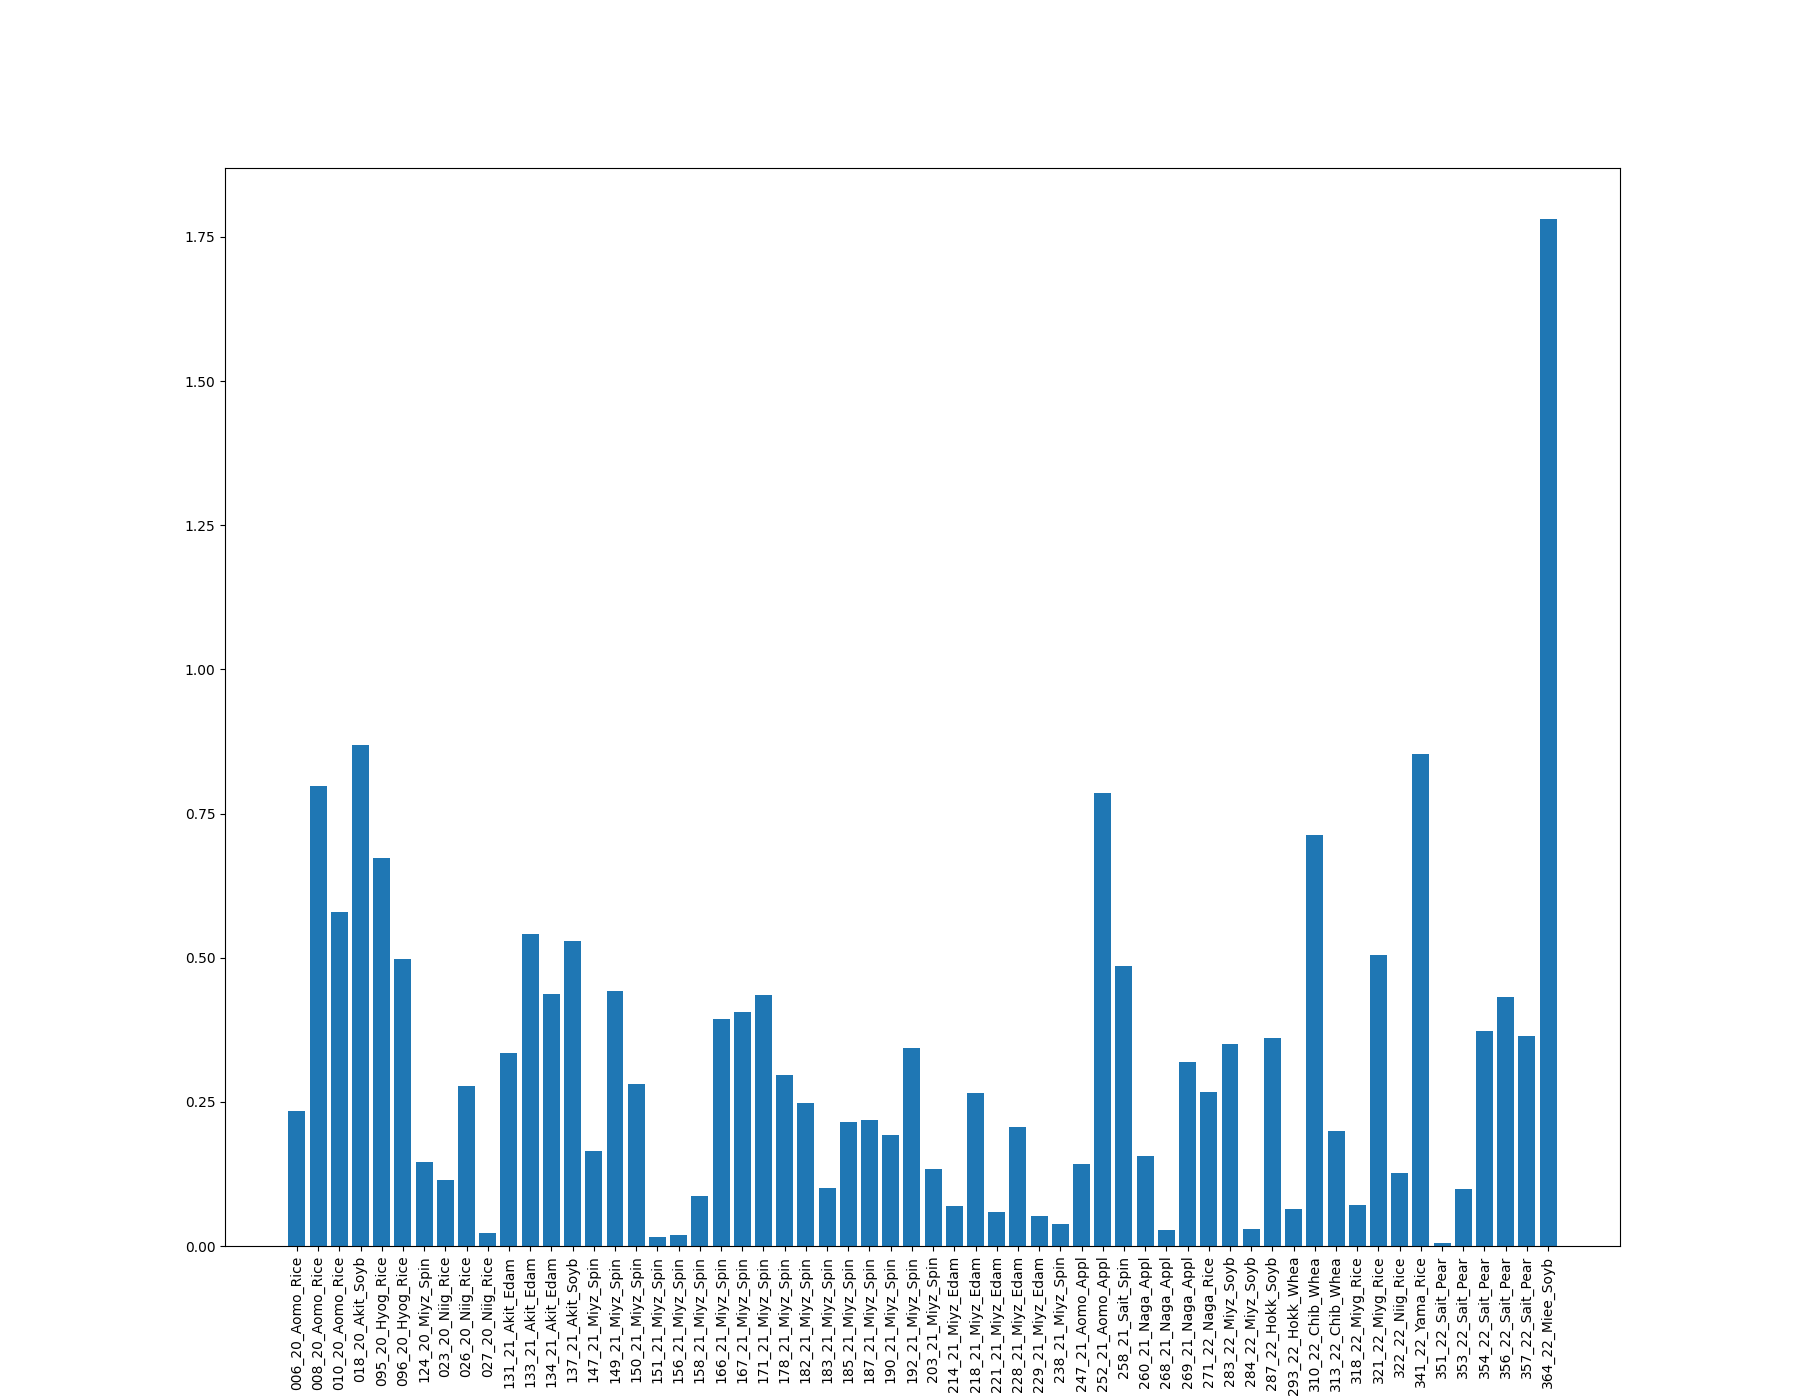 1.75
1.50
1.25
1.00
0.75
0.50
0.25
0.00
006_20_Aomo_Rice
008_20_Aomo_Rice
010_20_Aomo_Rice
018_20_Akit_Soyb
095_20_Hyog_Rice
096_20_Hyog_Rice
124_20_Miyz_Spin
023_20_Niig_Rice
026_20_Niig_Rice
027_20_Niig_Rice
131_21_Akit_Edam
133_21_Akit_Edam
134_21_Akit_Edam
137_21_Akit_Soyb
147_21_Miyz_Spin
149_21_Miyz_Spin
150_21_Miyz_Spin
151_21_Miyz_Spin
156_21_Miyz_Spin
158_21_Miyz_Spin
166_21_Miyz_Spin
167_21_Miyz_Spin
171_21_Miyz_Spin
178_21_Miyz_Spin
182_21_Miyz_Spin
183_21_Miyz_Spin
185_21_Miyz_Spin
187_21_Miyz_Spin
190_21_Miyz_Spin
192_21_Miyz_Spin
203_21_Miyz_Spin
214_21_Miyz_Edam
218_21_Miyz_Edam
221_21_Miyz_Edam
228_21_Miyz_Edam
229_21_Miyz_Edam
238_21_Miyz_Spin
247_21_Aomo_Appl
252_21_Aomo_Appl
258_21_Sait_Spin
260_21_Naga_Appl
268_21_Naga_Appl
269_21_Naga_Appl
271_22_Naga_Rice
283_22_Miyz_Soyb
284_22_Miyz_Soyb
287_22_Hokk_Soyb
293_22_Hokk_Whea
310_22_Chib_Whea
313_22_Chib_Whea
318_22_Miyg_Rice
321_22_Miyg_Rice
322_22_Niig_Rice
341_22_Yama_Rice
351_22_Sait_Pear
353_22_Sait_Pear
354_22_Sait_Pear
356_22_Sait_Pear
357_22_Sait_Pear
364_22_Miee_Soyb